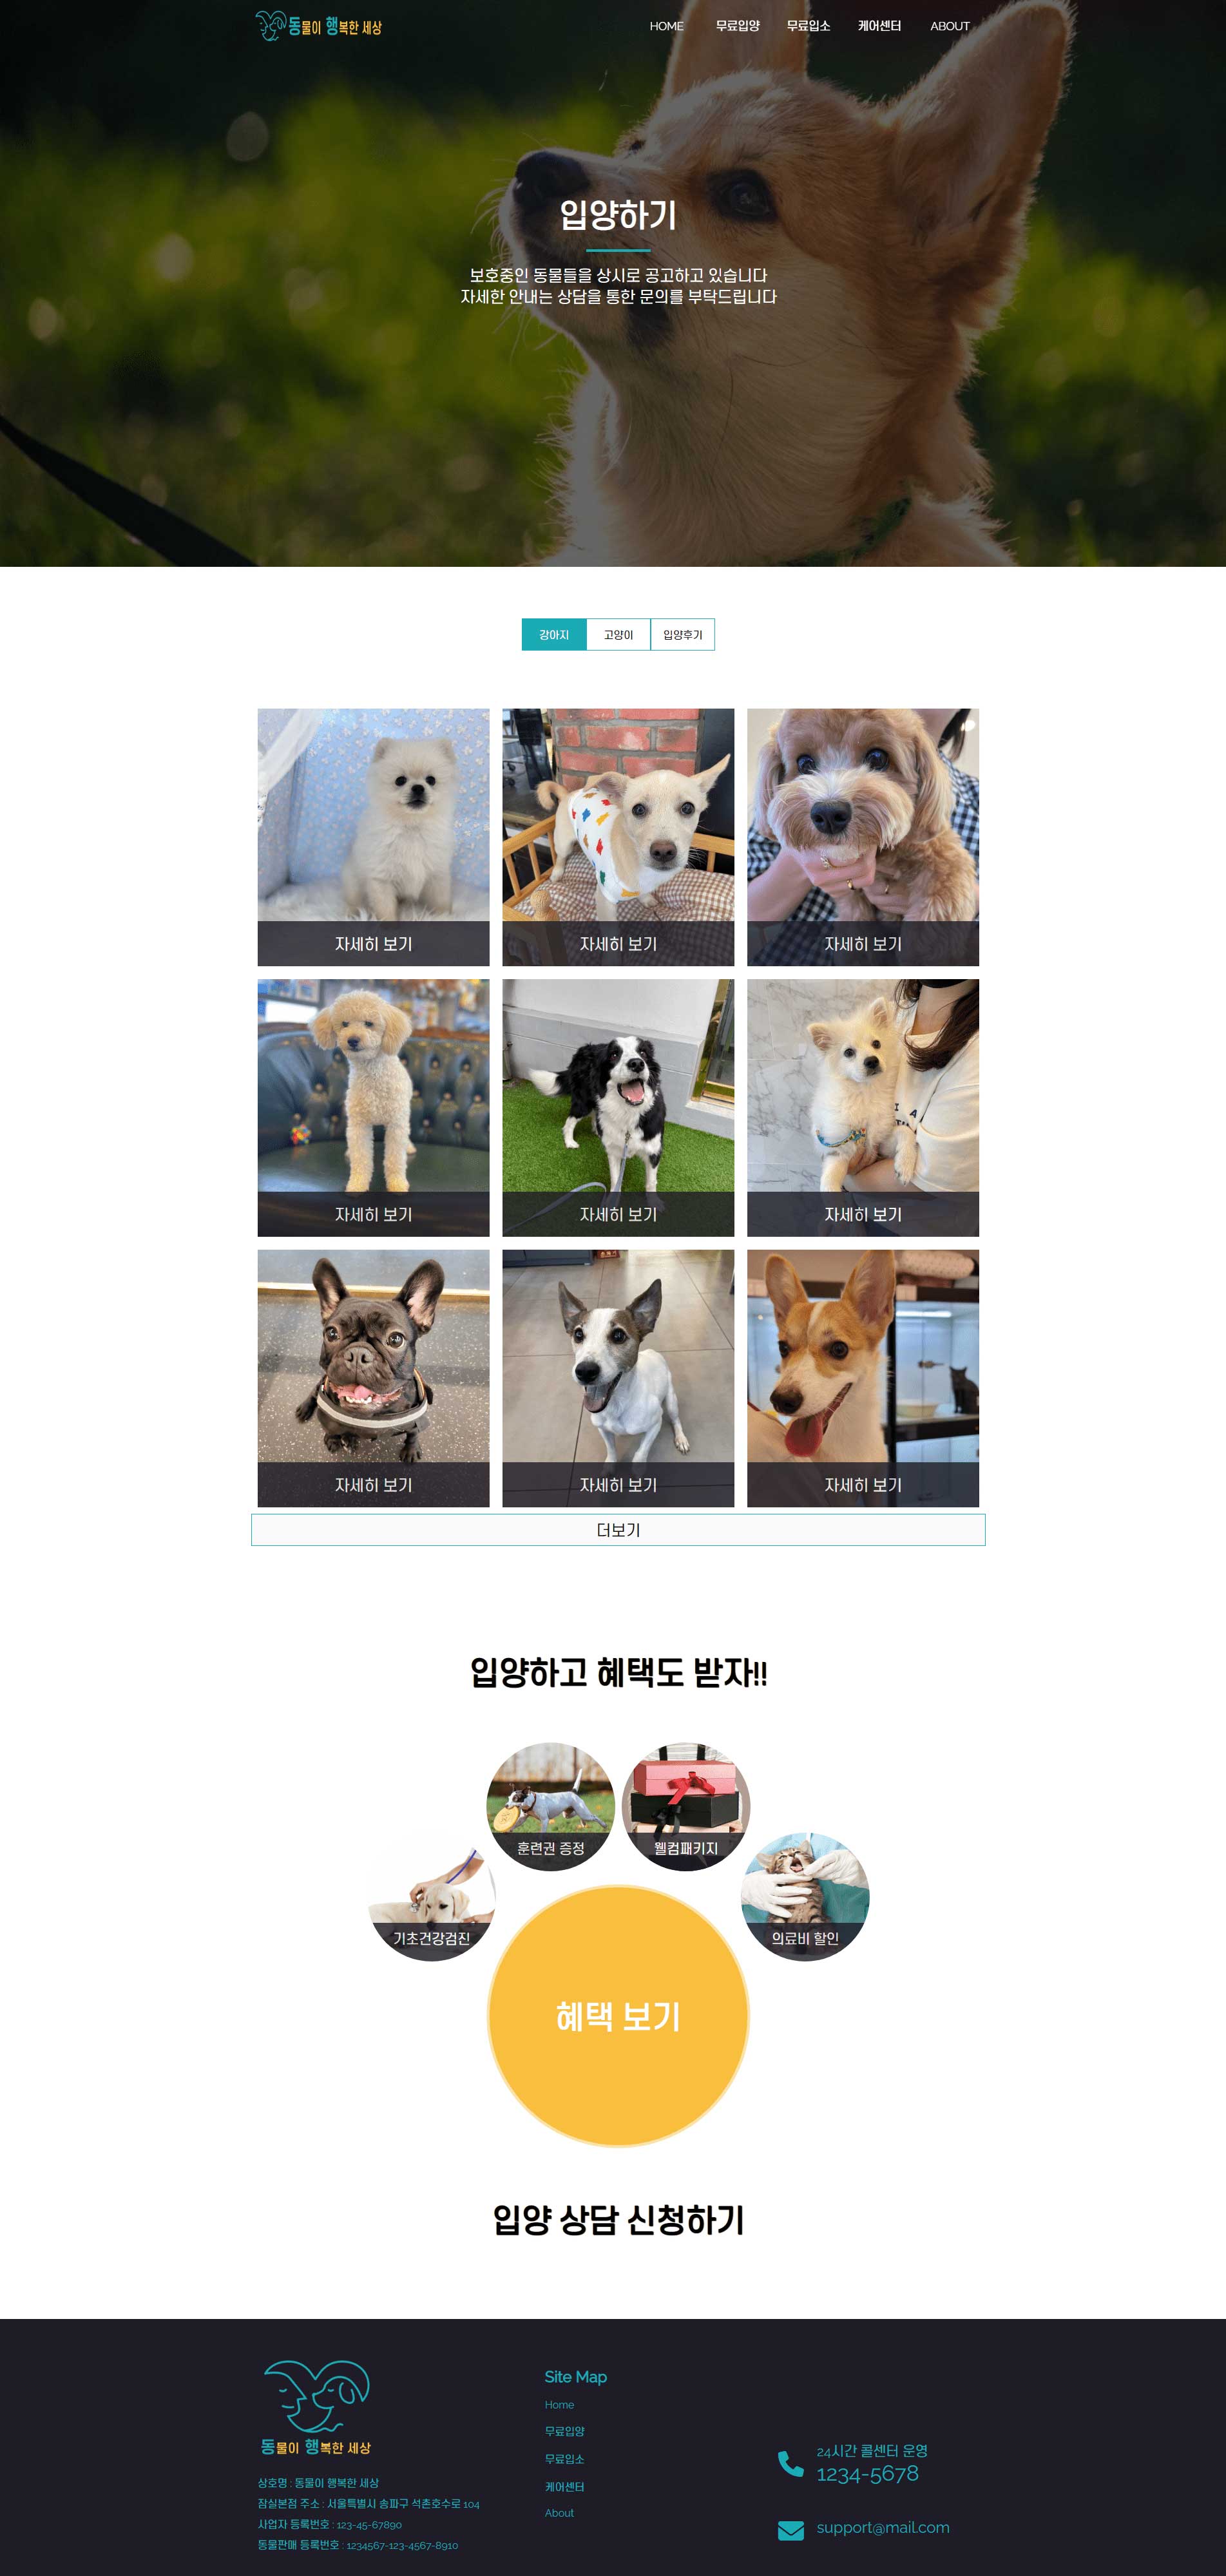 동물이 행복한 세상
HOME 무료입양 무료입소 케어센터 ABOUT
입양하기
보호중인 동물들을 상시로 공고하고 있습니다
자세한 안내는 상담을 통한 문의를 부탁드립니다
강아지 고양이 입양후기
자세히 보기 자세히 보기 자세히 보기
자세히 보기 자세히 보기 자세히 보기
자세히 보기 자세히 보기 자세히 보기
더보기
입양하고 혜택도 받자!!
훈련권 증정 웰컴패키지
기초건강검진 의료비 할인
혜택 보기
입양 상담 신청하기
동물이 행복한 세상
상호명 : 동물이 행복한 세상
잠실본점 주소 : 서울특별시 송파구 석촌호수로 104
사업자 등록번호 : 123-45-67890
동물판매 등록번호 : 1234567-123-4567-8910
Site Map
Home
무료입양
무료입소
케어센터
About
24시간 콜센터 운영
1234-5678
support@mail.com